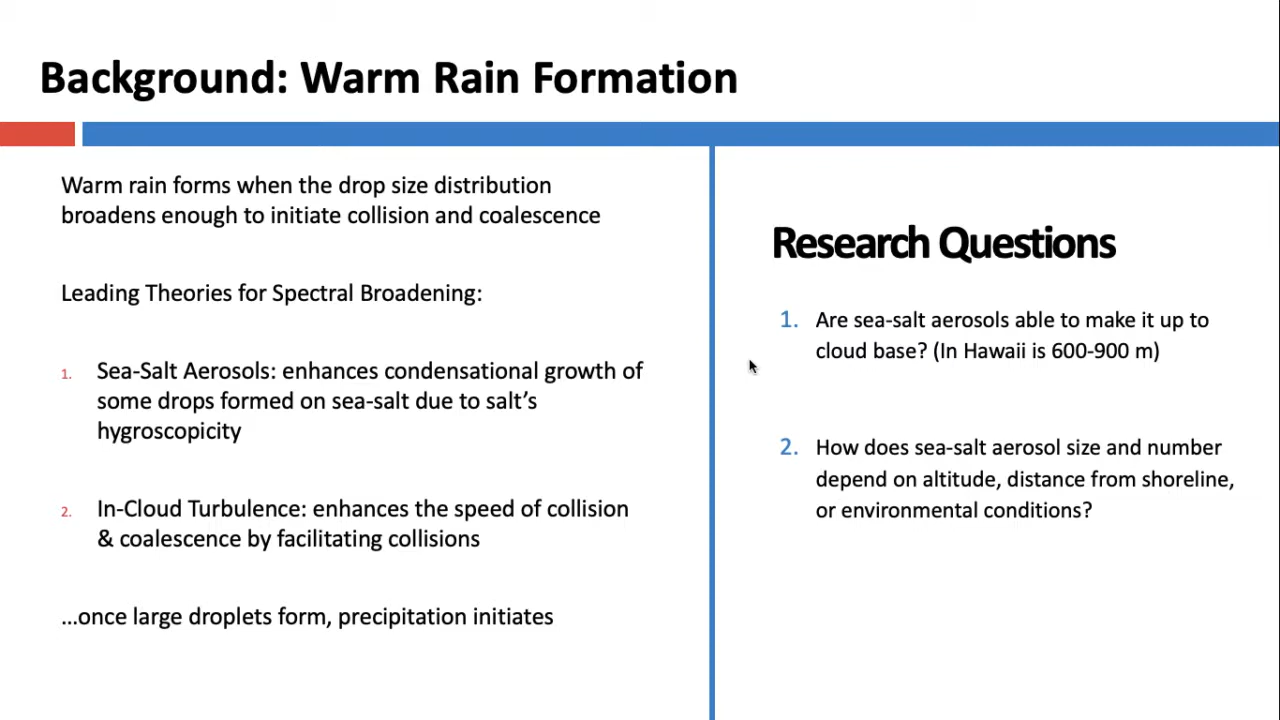 Background: Warm Rain Formation
Warm rain forms when the drop size distribution
broadens enough to initiate collision and coalescence
Leading Theories for Spectral Broadening:
1. Sea-Salt Aerosols: enhances condensational growth of
some drops formed on sea-salt due to salt’s
hygroscopicity
2. In-Cloud Turbulence: enhances the speed of collision
& coalescence by facilitating collisions
...once large droplets form, precipitation initiates
Research Questions
1. Are sea-salt aerosols able to make it up to
cloud base? (In Hawaii is 600-900 m)
2. How does sea-salt aerosol size and number
depend on altitude, distance from shoreline,
or environmental conditions?